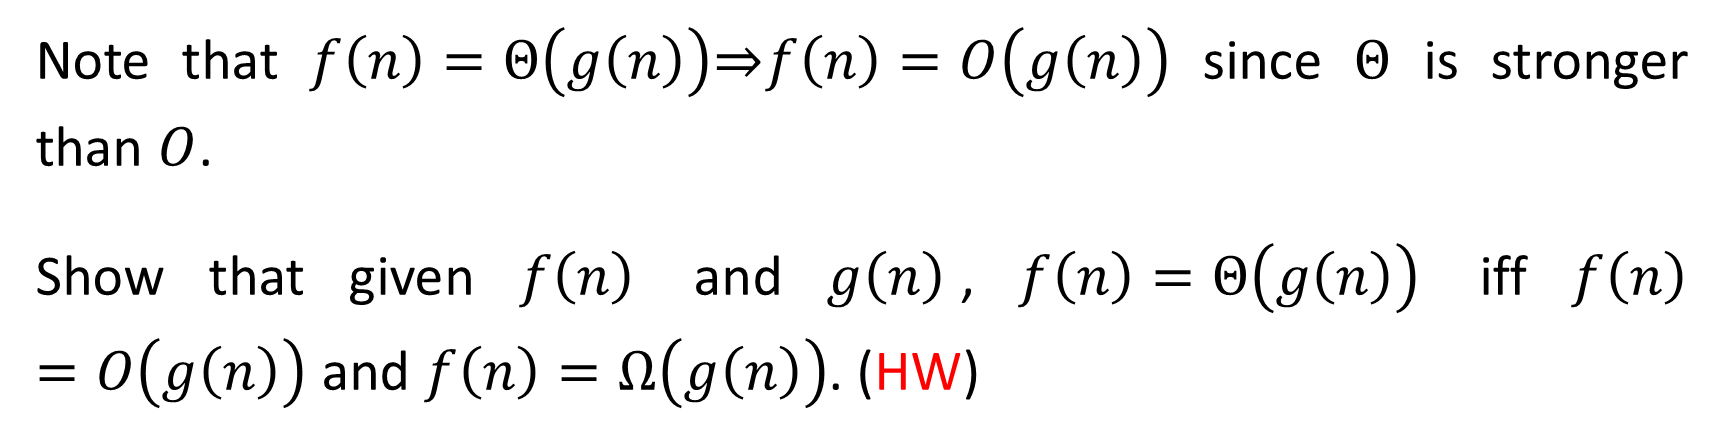 Note that f(n) = Θ(g(n))⇒f(n) = O(g(n)) since Θ is stronger
than O.
Show that given f(n) and g(n), f(n) = Θ(g(n)) iff f(n)
= O(g(n)) and f(n) = Ω(g(n)). (HW)